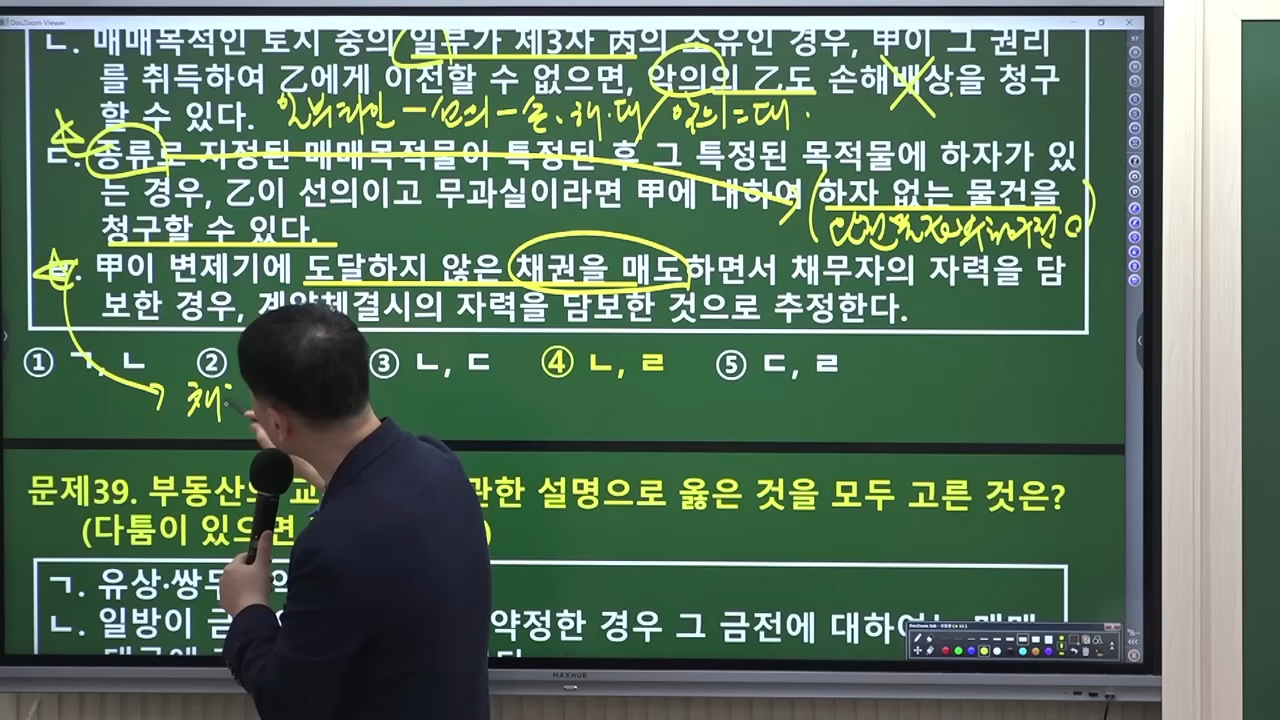 DocZoom Viewer
ㄴ. 매매목적인 토지 중의 일부가 제3자 丙의 소유인 경우, 甲이 그 권리
를 취득하여 乙에게 이전할 수 없으면, 악의의 乙도 손해배상을 청구
할 수 있다.
ㄷ. 종류로 지정된 매매목적물이 특정된 후 그 특정된 목적물에 하자가 있
는 경우, 乙이 선의이고 무과실이라면 甲에 대하여 하자 없는 물건을
청구할 수 있다.
ㄹ. 甲이 변제기에 도달하지 않은 채권을 매도하면서 채무자의 자력을 담
보한 경우, 계약체결시의 자력을 담보한 것으로 추정한다.
① ㄱ, ㄴ ② ③ ㄴ, ㄷ ④ ㄴ, ㄹ ⑤ ㄷ, ㄹ
채
문제39. 부동산의 교 관한 설명으로 옳은 것을 모두 고른 것은?
(다툼이 있으면
ㄱ. 유상·쌍무
ㄴ. 일방이 금 약정한 경우 그 금전에 대하여
MAXHUB